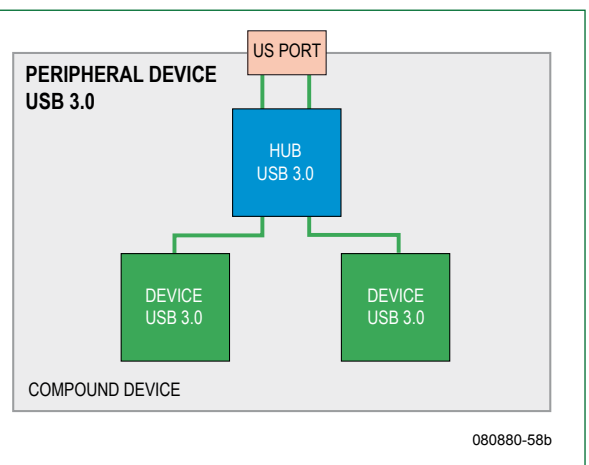 US PORT
PERIPHERAL DEVICE
USB 3.0
HUB
USB 3.0
DEVICE
USB 3.0
DEVICE
USB 3.0
COMPOUND DEVICE
080880-58b